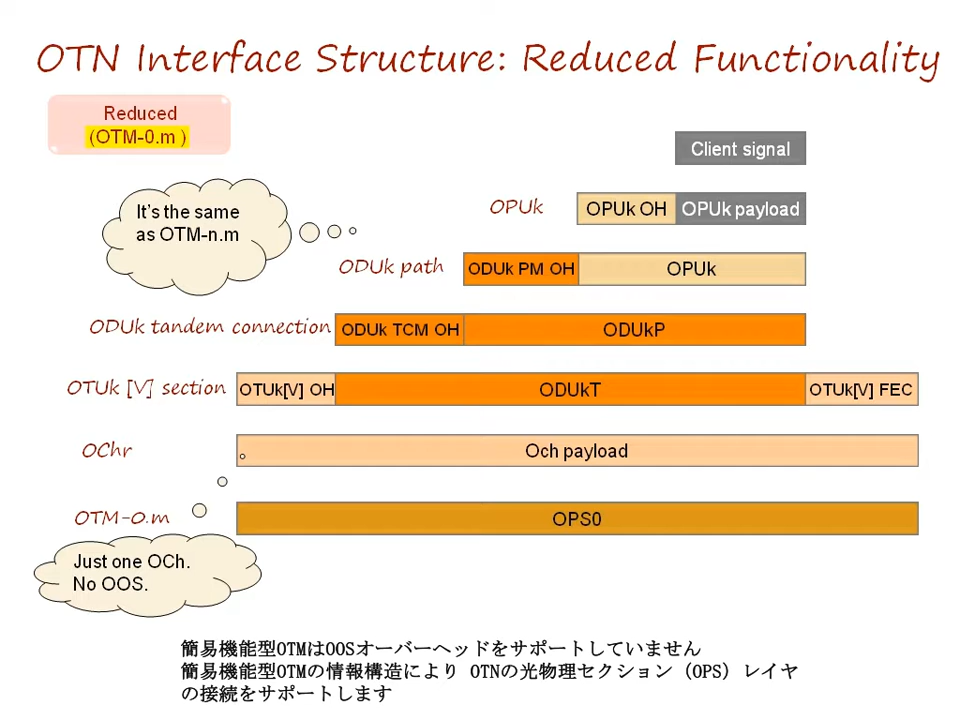 OTN Interface Structure: Reduced Functionality
Reduced
(OTM-0.m )
Client signal
It's the same
as OTM-n.m
OPUk
OPUk OH
OPUk payload
ODUk path
ODUk PM OH
OPUk
ODUk tandem connection
ODUk TCM OH
ODUkP
OTUk [V] section
OTUk[V] OH
ODUkT
OTUk[V] FEC
OChr
Och payload
OTM-0.m
OPS0
Just one OCh.
No OOS.
簡易機能型OTMはOOSオーバーヘッドをサポートしていません
簡易機能型OTMの情報構造により OTNの光物理セクション（OPS）レイヤ
の接続をサポートします